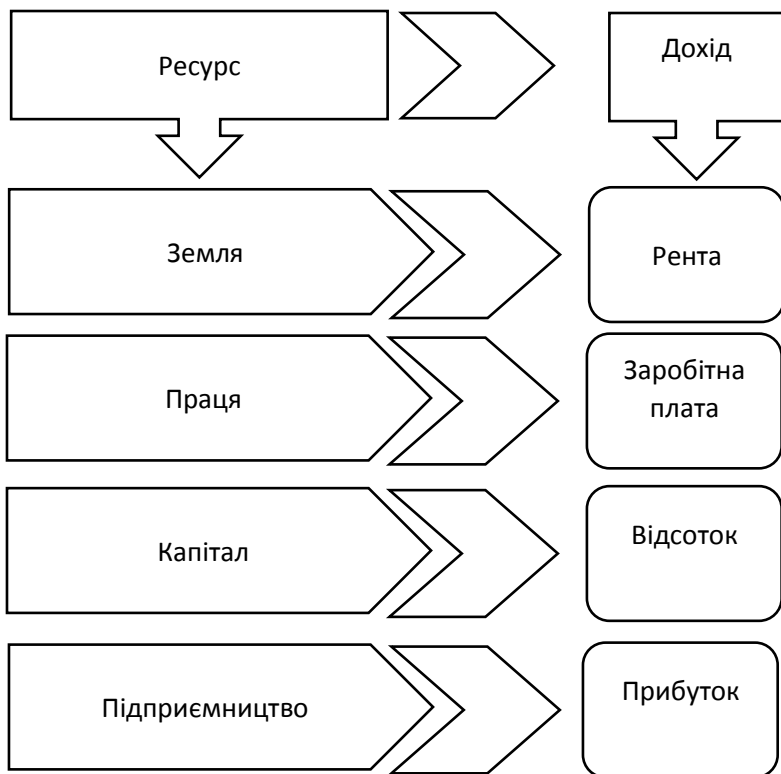 Ресурс
Дохід
Земля
Рента
Праця
Заробітна
плата
Капітал
Відсоток
Підприємництво
Прибуток